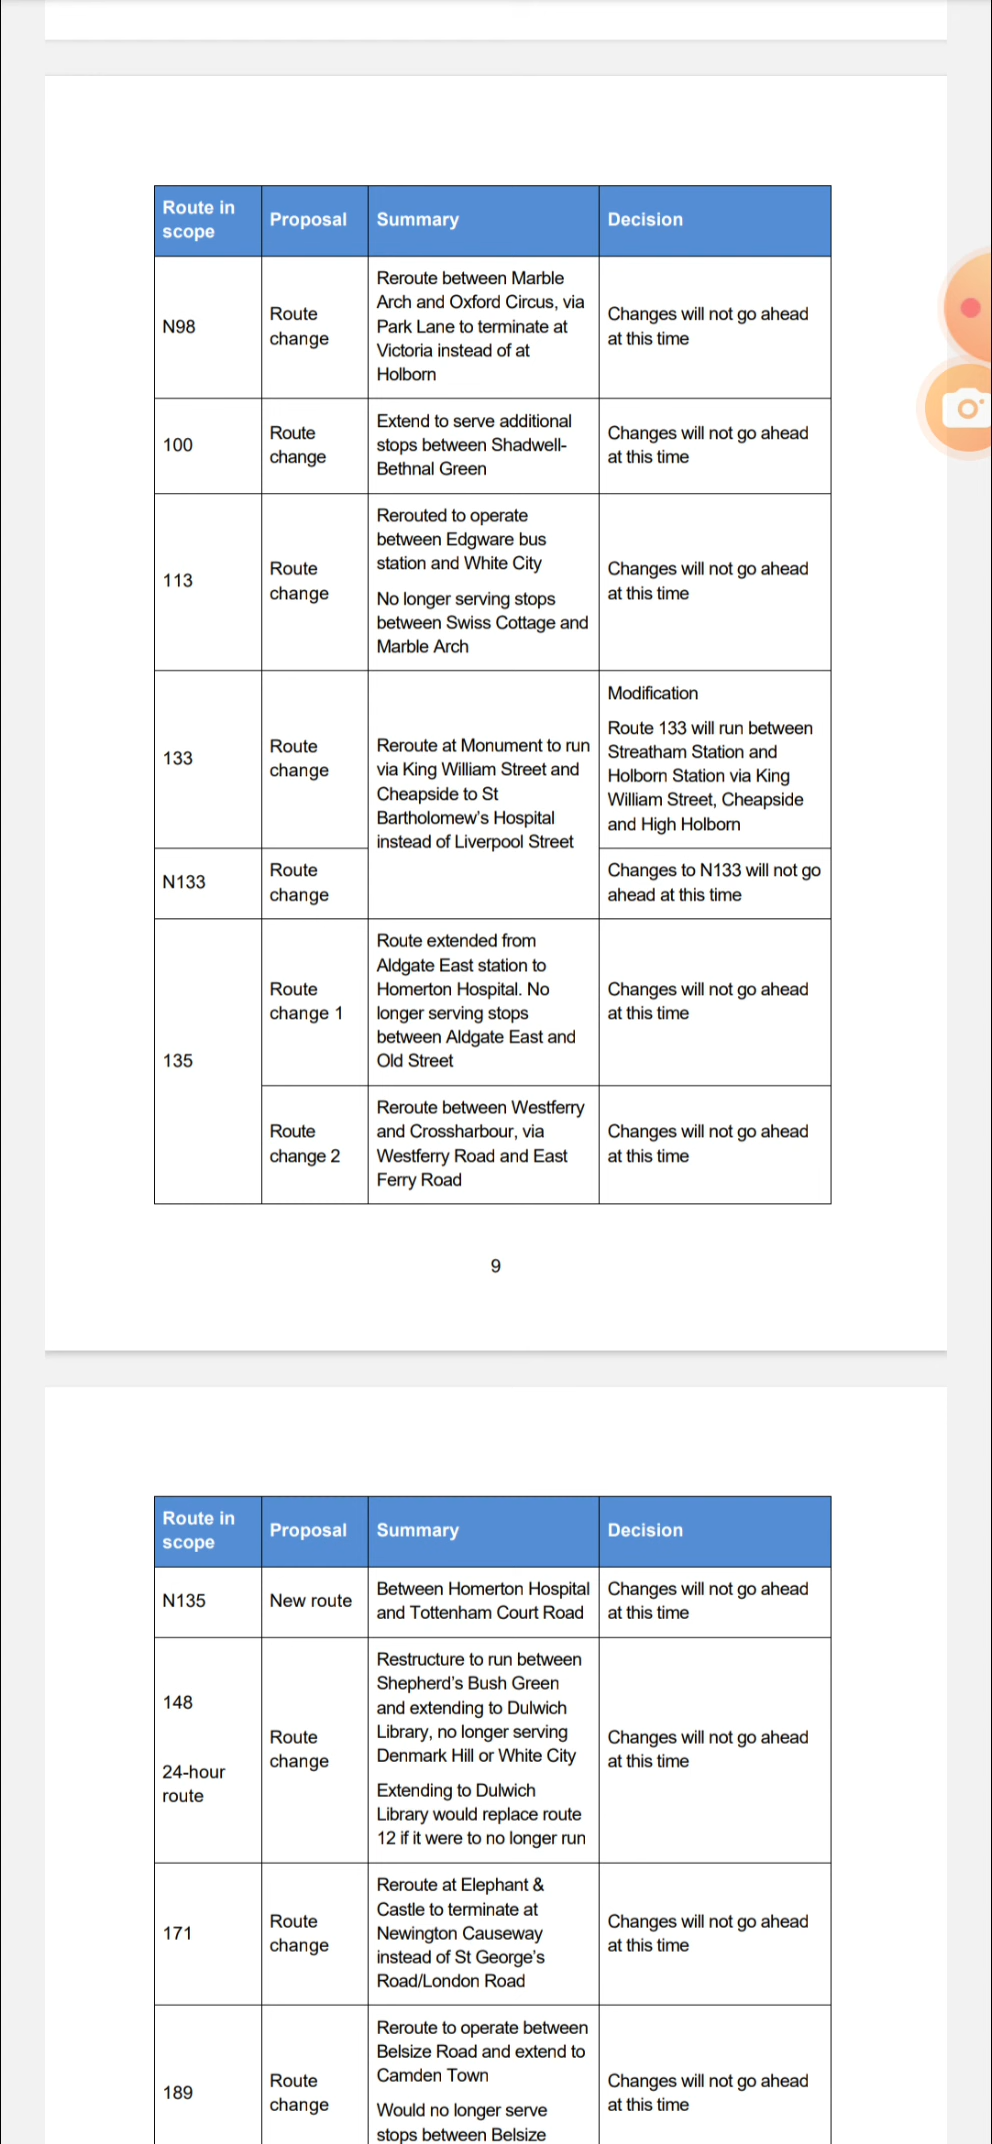 Route in
scope
Proposal
Summary
Decision
N98
Route
change
Reroute between Marble
Arch and Oxford Circus, via
Park Lane to terminate at
Victoria instead of at
Holborn
Changes will not go ahead
at this time
100
Route
change
Extend to serve additional
stops between Shadwell-
Bethnal Green
Changes will not go ahead
at this time
113
Route
change
Rerouted to operate
between Edgware bus
station and White City
No longer serving stops
between Swiss Cottage and
Marble Arch
Changes will not go ahead
at this time
133
Route
change
Reroute at Monument to run
via King William Street and
Cheapside to St
Bartholomew's Hospital
instead of Liverpool Street
Modification
Route 133 will run between
Streatham Station and
Holborn Station via King
William Street, Cheapside
and High Holborn
N133
Route
change
Changes to N133 will not go
ahead at this time
135
Route
change 1
Route extended from
Aldgate East station to
Homerton Hospital. No
longer serving stops
between Aldgate East and
Old Street
Changes will not go ahead
at this time
Route
change 2
Reroute between Westferry
and Crossharbour, via
Westferry Road and East
Ferry Road
Changes will not go ahead
at this time
9
Route in
scope
Proposal
Summary
Decision
N135
New route
Between Homerton Hospital
and Tottenham Court Road
Changes will not go ahead
at this time
148
24-hour
route
Route
change
Restructure to run between
Shepherd's Bush Green
and extending to Dulwich
Library, no longer serving
Denmark Hill or White City
Extending to Dulwich
Library would replace route
12 if it were to no longer run
Changes will not go ahead
at this time
171
Route
change
Reroute at Elephant &
Castle to terminate at
Newington Causeway
instead of St George's
Road/London Road
Changes will not go ahead
at this time
189
Route
change
Reroute to operate between
Belsize Road and extend to
Camden Town
Would no longer serve
stops between Belsize
Changes will not go ahead
at this time